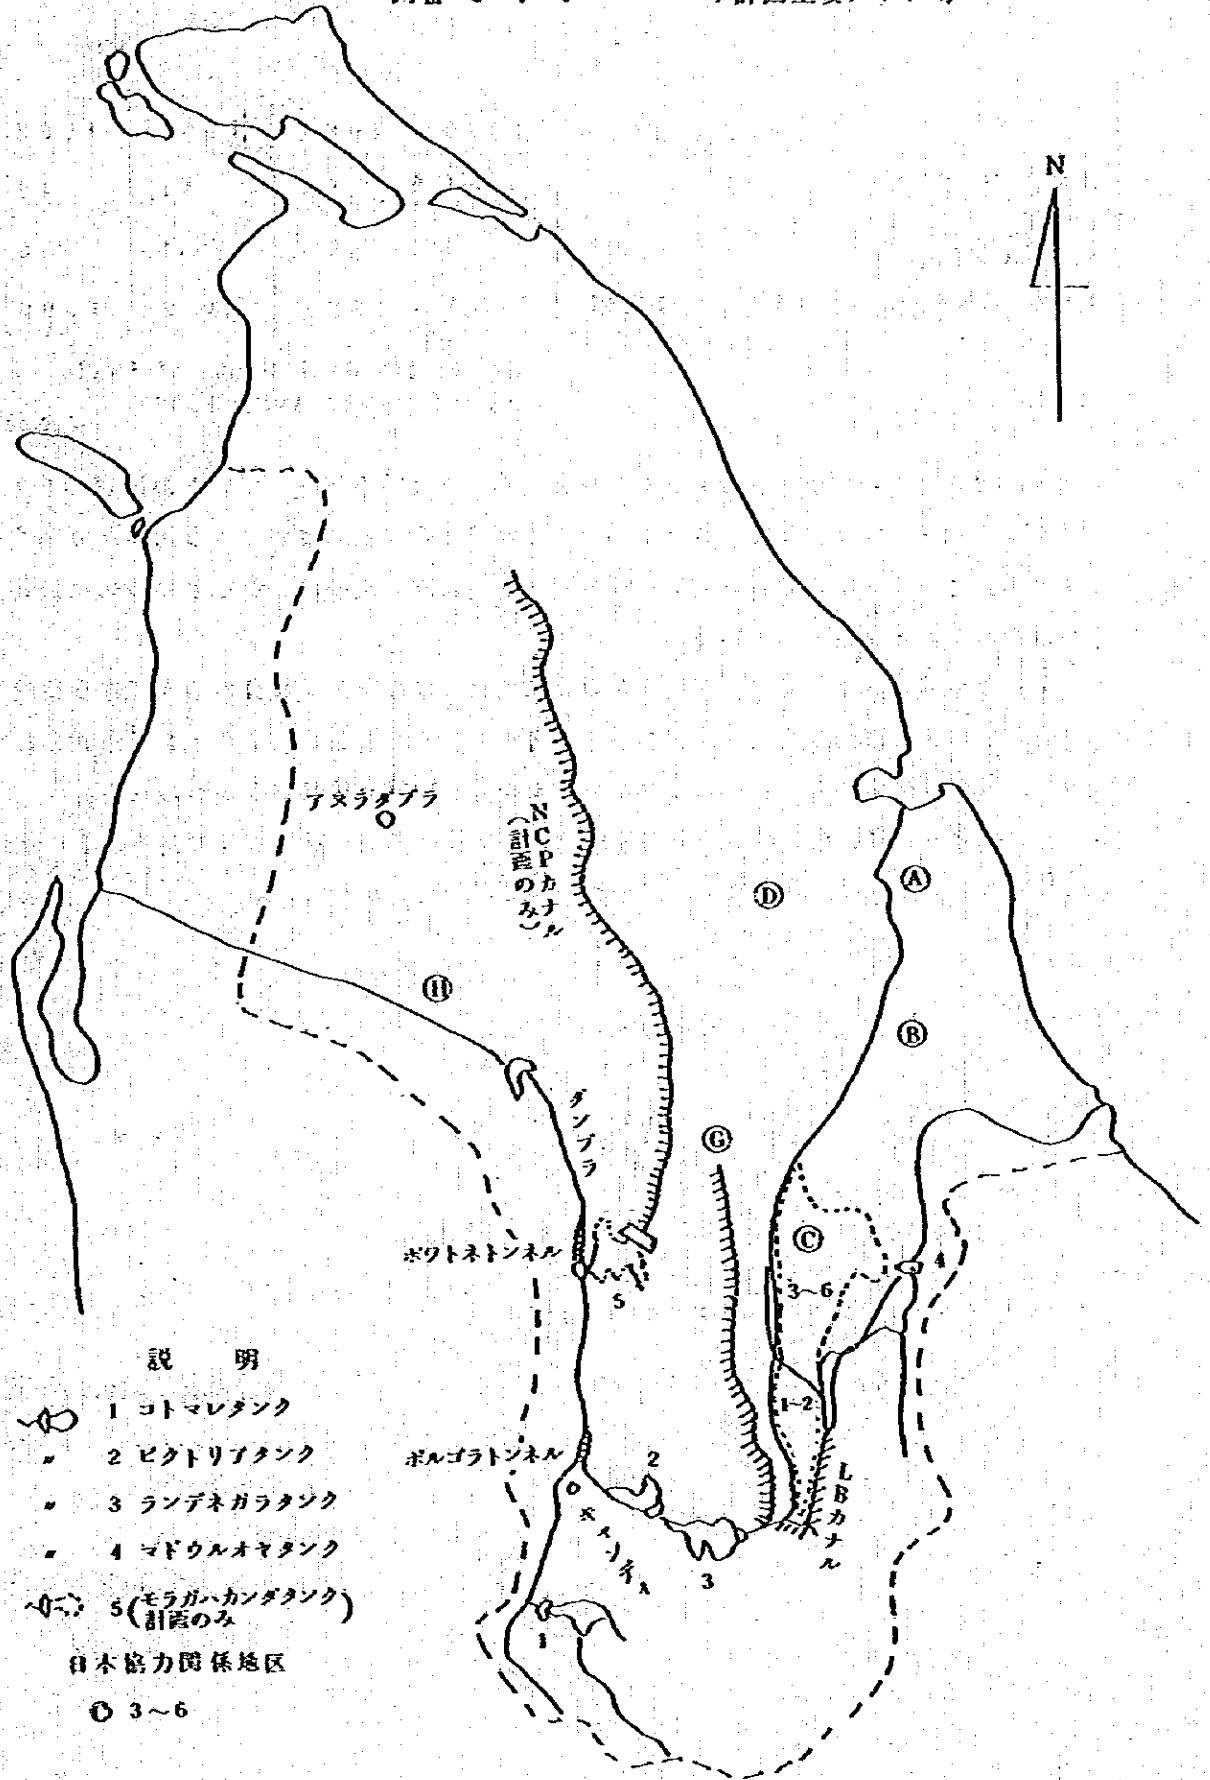 N
アヌラダプラ
NCPカナル
(計画のみ)
Ⓓ
Ⓐ
Ⓗ
Ⓑ
ダンブラ
Ⓖ
Ⓒ
ボワトネトンネル
4
5
3~6
説 明
1 コトマレタンク
1~2
〃 2 ビクトリアタンク
ポルゴラトンネル
2
LBカナル
〃 3 ランデネガラタンク
〃 4 マドウルオヤタンク
3
5(モラガハカンダタンク)
計画のみ
1
日本協力関係地区
Ⓒ 3~6